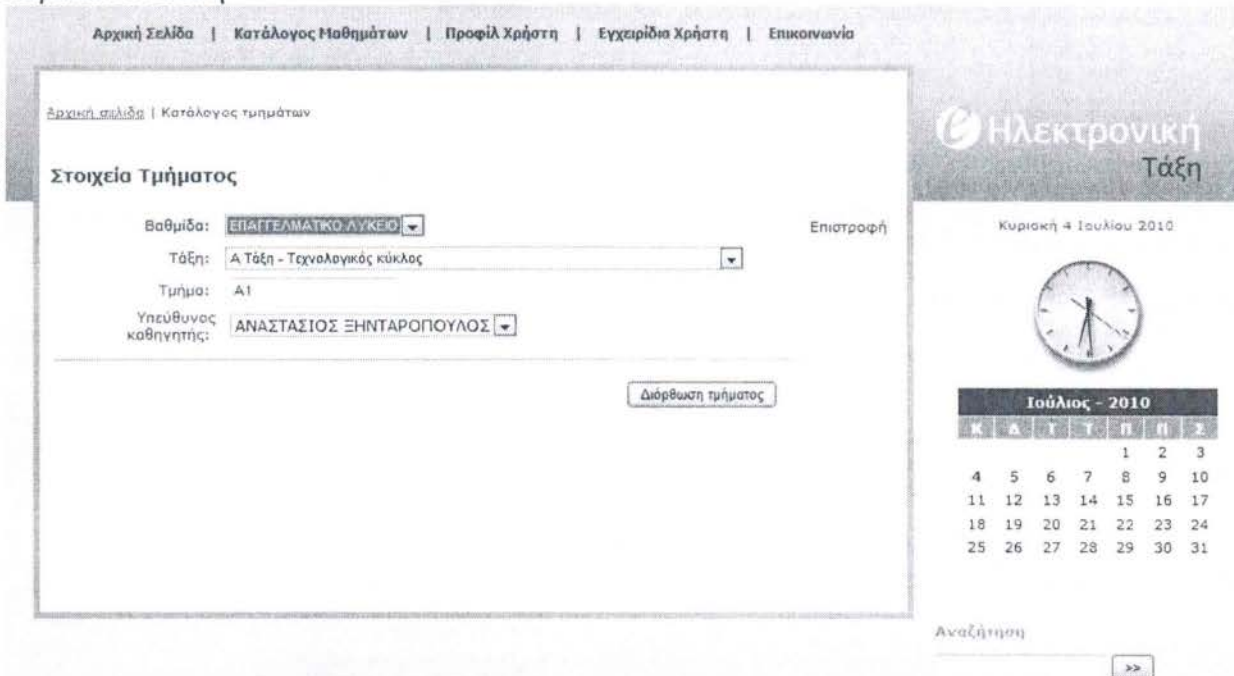 Αρχική Σελίδα | Κατάλογος Μαθημάτων | Προφίλ Χρήστη | Εγχειρίδια Χρήστη | Επικοινωνία
Αρχική σελίδα | Κατάλογος τμημάτων
Στοιχεία Τμήματος
Βαθμίδα: ΕΠΑΓΓΕΛΜΑΤΙΚΟ ΛΥΚΕΙΟ
Επιστροφή
Τάξη: Α Τάξη - Τεχνολογικός κύκλος
Τμήμα: Α1
Υπεύθυνος
καθηγητής: ΑΝΑΣΤΑΣΙΟΣ ΞΗΝΤΑΡΟΠΟΥΛΟΣ
Διόρθωση τμήματος
e Ηλεκτρονική
Τάξη
Κυριακή 4 Ιουλίου 2010
Ιούλιος - 2010
Κ Δ Τ Τ Π Π Σ
1 2 3
4 5 6 7 8 9 10
11 12 13 14 15 16 17
18 19 20 21 22 23 24
25 26 27 28 29 30 31
Αναζήτηση
>>